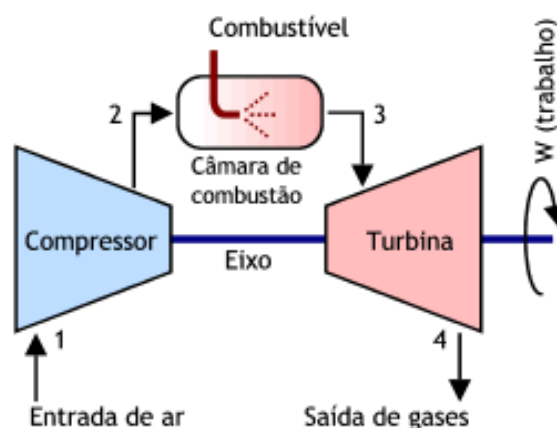 Combustível
2
3
Câmara de
combustão
W (trabalho)
Compressor
Eixo
Turbina
1
4
Entrada de ar
Saída de gases